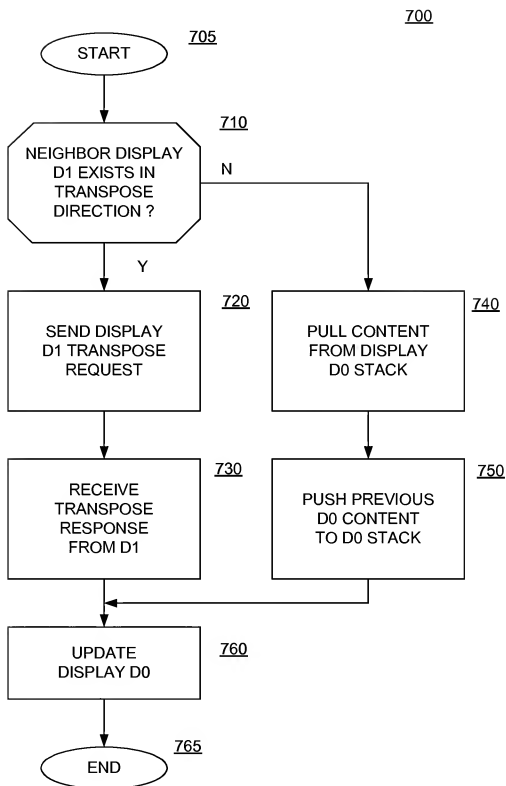 700
705
START
710
NEIGHBOR DISPLAY
D1 EXISTS IN
TRANSPOSE
DIRECTION ?
N
Y
720
SEND DISPLAY
D1 TRANSPOSE
REQUEST
740
PULL CONTENT
FROM DISPLAY
D0 STACK
730
RECEIVE
TRANSPOSE
RESPONSE
FROM D1
750
PUSH PREVIOUS
D0 CONTENT
TO D0 STACK
760
UPDATE
DISPLAY D0
765
END